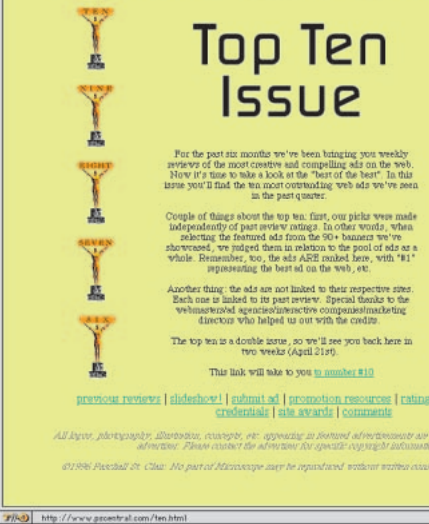 TEN
Top Ten
Issue
NINE
For the past six months we've been bringing you weekly
reviews of the most creative and compelling ads on the web.
Now it's time to take a look at the "best of the best". In this
issue you'll find the ten most outstanding web ads we've seen
in the past quarter.
EIGHT
Couple of things about the top ten: first, our picks were made
independently of past review ratings. In other words, when
selecting the featured ads from the 90+ banners we've
showcased, we judged them in relation to the pool of ads as a
whole. Remember, too, the ads ARE ranked here, with "#1"
representing the best ad on the web, etc.
SEVEN
Another thing: the ads are not linked to their respective sites.
Each one is linked to its past review. Special thanks to the
webmasters/ad agencies/interactive companies/marketing
directors who helped us out with the credits.
SIX
The top ten is a double issue, so we'll see you back here in
two weeks (April 21st).
This link will take you to number #10
previous reviews | slideshow! | submit ad | promotion resources | rating
credentials | site awards | comments
All logos, photography, illustration, concepts, etc. appearing in featured advertisements are
advertiser. Please contact the advertiser for specific copyright informati
©1996 Paschall St. Clair. No part of Microscope may be reproduced without written con
http://www.pscentral.com/ten.html